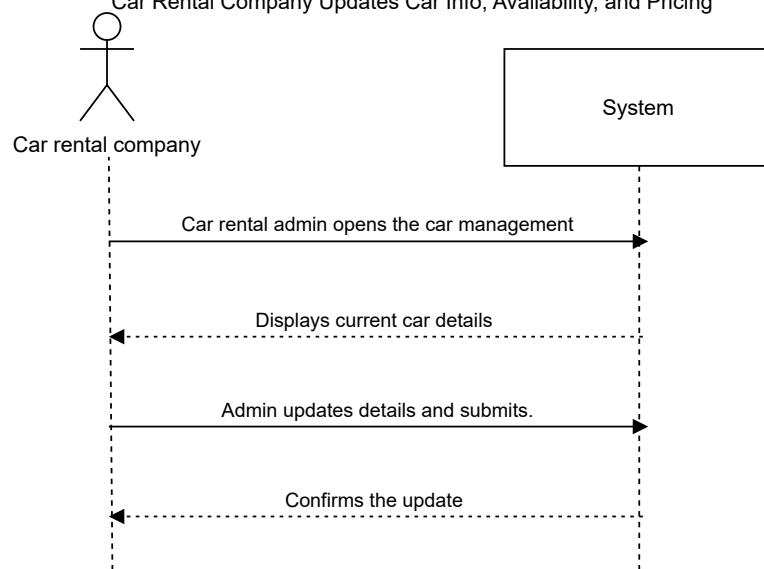 Car Rental Company Updates Car Info, Availability, and Pricing
System
Car rental company
Car rental admin opens the car management
Displays current car details
Admin updates details and submits.
Confirms the update